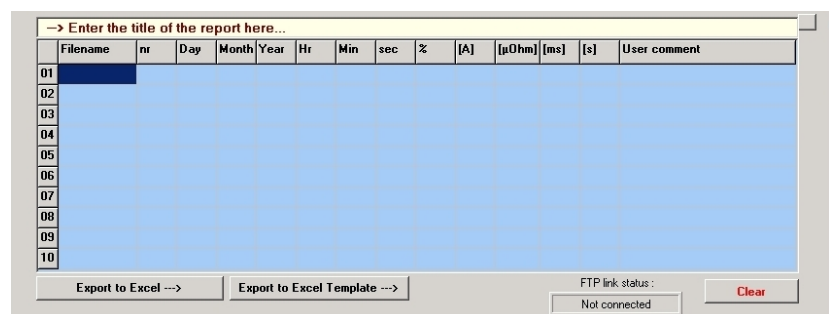 --> Enter the title of the report here...
Filename nr Day Month Year Hr Min sec % [A] [µOhm] [ms] [s] User comment
01
02
03
04
05
06
07
08
09
10
Export to Excel ---> Export to Excel Template --->
FTP link status :
Not connected
Clear